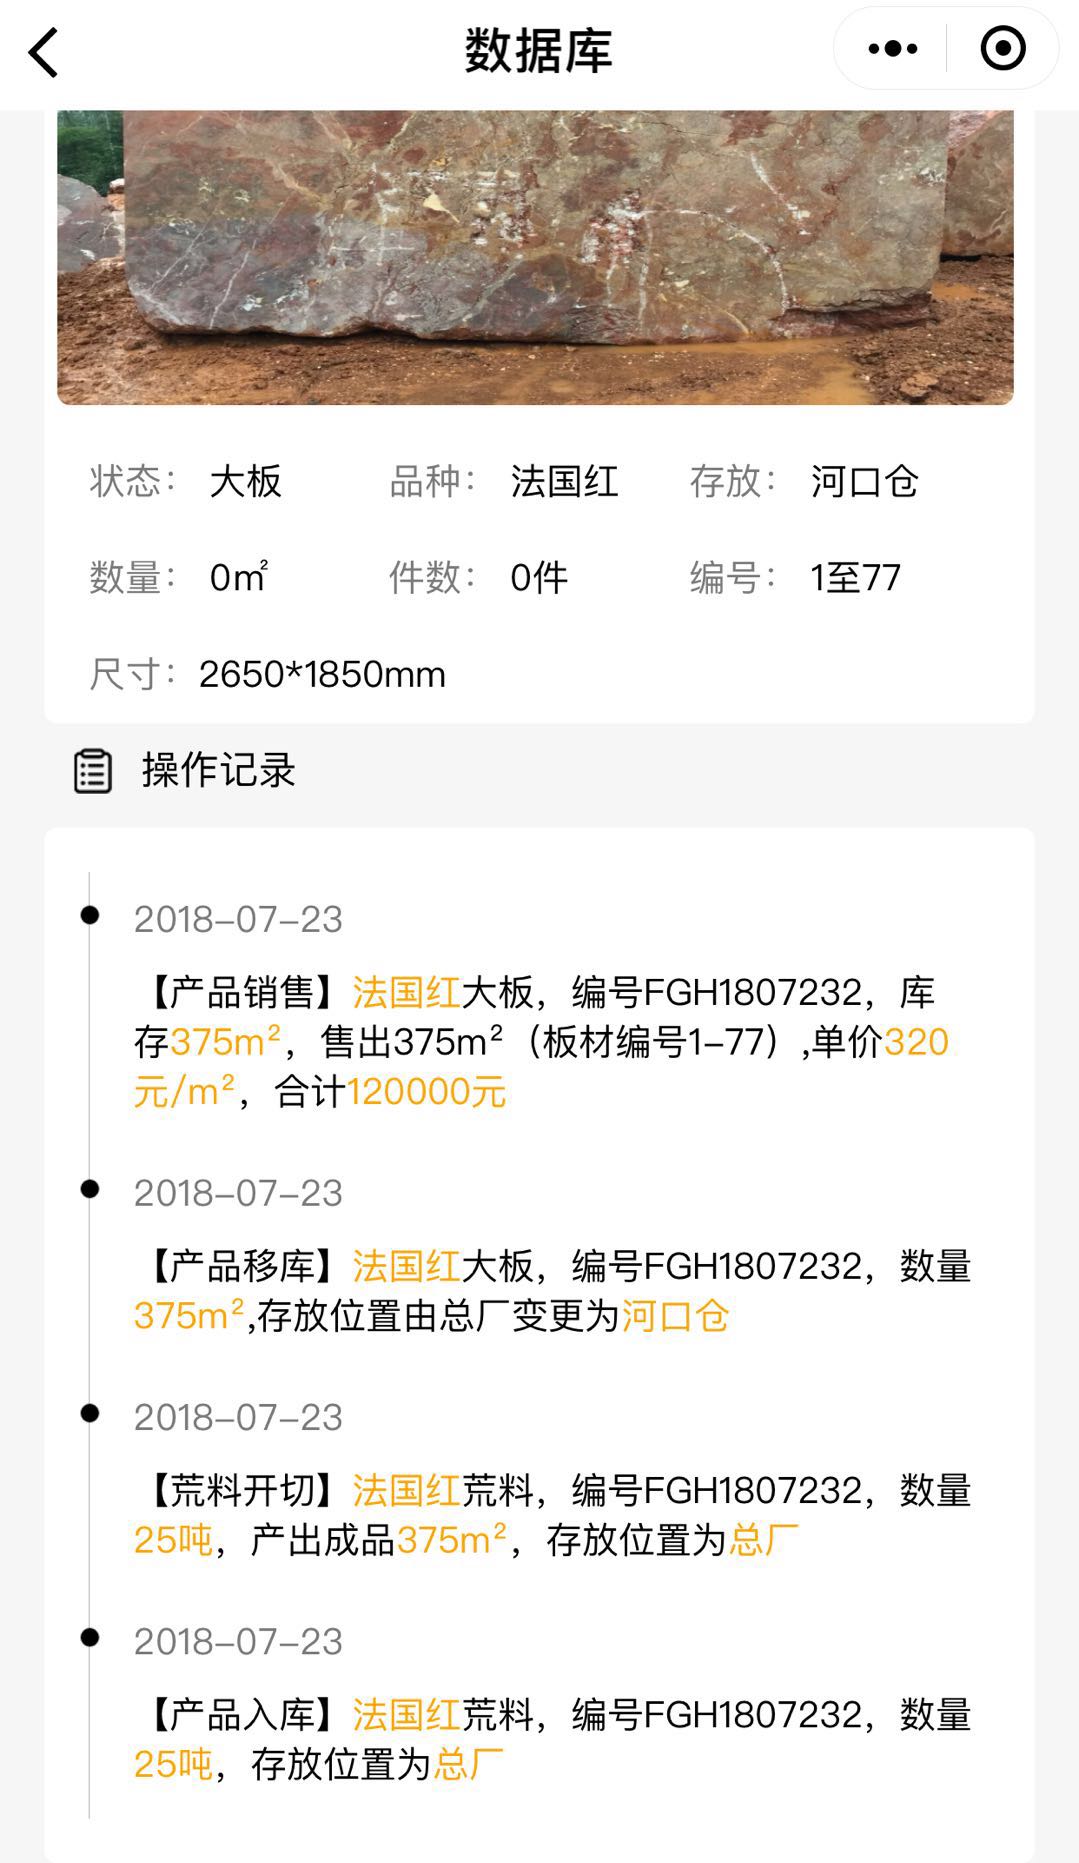 数据库
状态： 大板 品种： 法国红 存放： 河口仓
数量： 0㎡ 件数： 0件 编号： 1至77
尺寸： 2650*1850mm
操作记录
2018-07-23
【产品销售】法国红大板，编号FGH1807232，库
存375m²，售出375m²（板材编号1-77）,单价320
元/m²，合计120000元
2018-07-23
【产品移库】法国红大板，编号FGH1807232，数量
375m²,存放位置由总厂变更为河口仓
2018-07-23
【荒料开切】法国红荒料，编号FGH1807232，数量
25吨，产出成品375m²，存放位置为总厂
2018-07-23
【产品入库】法国红荒料，编号FGH1807232，数量
25吨，存放位置为总厂